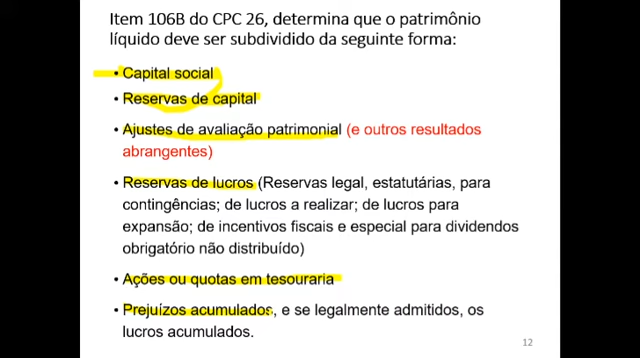 Item 106B do CPC 26, determina que o patrimônio
líquido deve ser subdividido da seguinte forma:
• Capital social
• Reservas de capital
• Ajustes de avaliação patrimonial (e outros resultados
abrangentes)
• Reservas de lucros (Reservas legal, estatutárias, para
contingências; de lucros a realizar; de lucros para
expansão; de incentivos fiscais e especial para dividendos
obrigatório não distribuído)
• Ações ou quotas em tesouraria
• Prejuízos acumulados, e se legalmente admitidos, os
lucros acumulados.
12